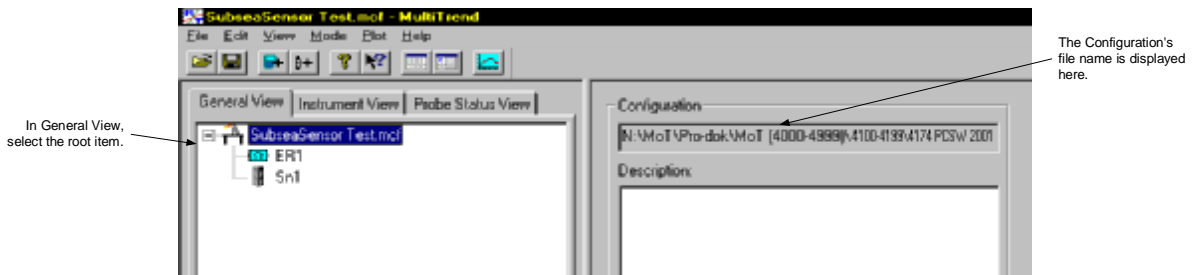 SubseaSensor Test.mcf - MultiTrend
File Edit View Mode Plot Help
General View Instrument View Probe Status View
SubseaSensor Test.mcf
ER1
Sn1
Configuration
N:\MoT\Pro-dok\MoT (4000-4999)\4100-4199\4174 PCSW 2001
Description:
In General View,
select the root item.
The Configuration's
file name is displayed
here.